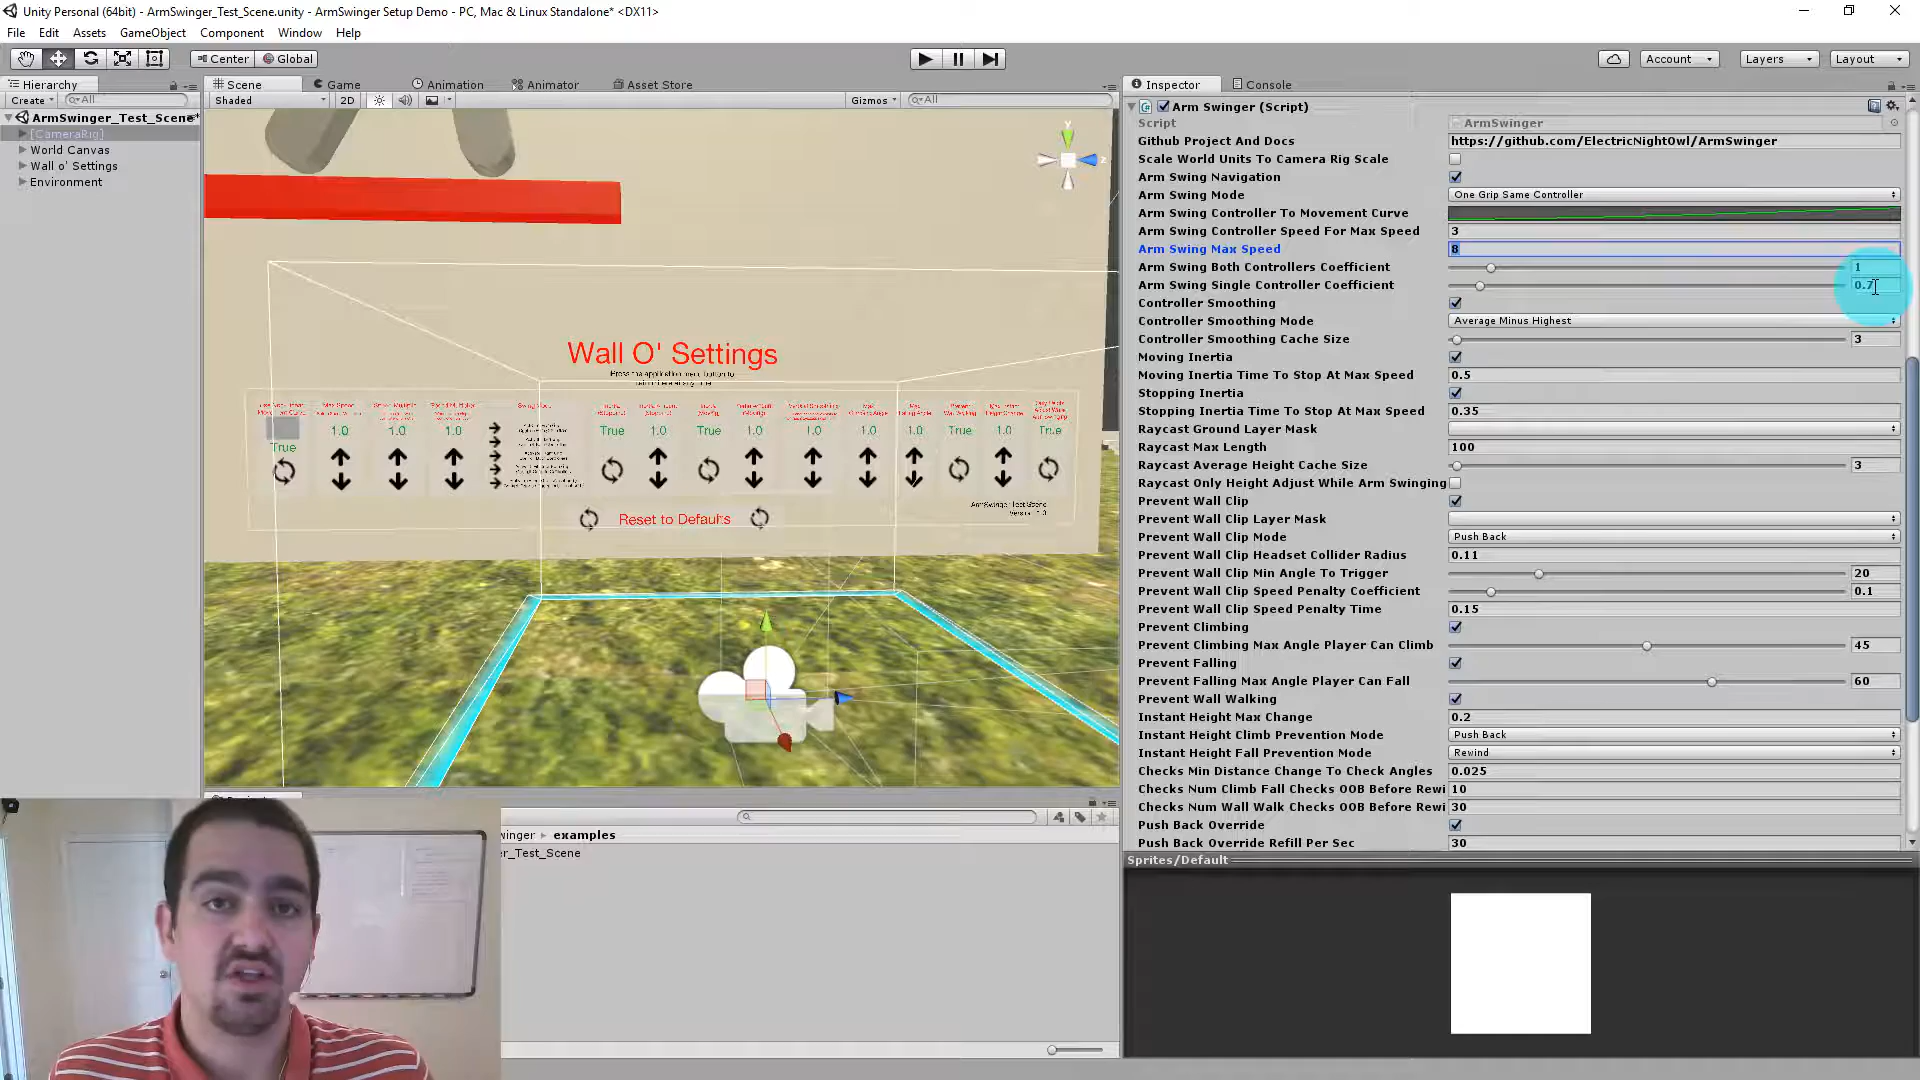 Unity Personal (64bit) - ArmSwinger_Test_Scene.unity - ArmSwinger Setup Demo - PC, Mac & Linux Standalone* <DX11>
File Edit Assets GameObject Component Window Help
Center Global Account Layers Layout
Hierarchy
Create All
ArmSwinger_Test_Scene*
[CameraRig]
World Canvas
Wall o' Settings
Environment
Scene Game Animation Animator Asset Store
Shaded 2D Gizmos All
y
z
Wall O' Settings
Press the application menu button to
True 1.0 1.0 1.0 True 1.0 True 1.0 1.0 1.0 1.0 True 1.0 True
Reset to Defaults
ArmSwinger Test Scene
winger examples
er_Test_Scene
Inspector Console
Arm Swinger (Script)
Script ArmSwinger
Github Project And Docs https://github.com/ElectricNightOwl/ArmSwinger
Scale World Units To Camera Rig Scale
Arm Swing Navigation
Arm Swing Mode One Grip Same Controller
Arm Swing Controller To Movement Curve
Arm Swing Controller Speed For Max Speed 3
Arm Swing Max Speed 8
Arm Swing Both Controllers Coefficient 1
Arm Swing Single Controller Coefficient 0.7
Controller Smoothing
Controller Smoothing Mode Average Minus Highest
Controller Smoothing Cache Size 3
Moving Inertia
Moving Inertia Time To Stop At Max Speed 0.5
Stopping Inertia
Stopping Inertia Time To Stop At Max Speed 0.35
Raycast Ground Layer Mask
Raycast Max Length 100
Raycast Average Height Cache Size 3
Raycast Only Height Adjust While Arm Swinging
Prevent Wall Clip
Prevent Wall Clip Layer Mask
Prevent Wall Clip Mode Push Back
Prevent Wall Clip Headset Collider Radius 0.11
Prevent Wall Clip Min Angle To Trigger 20
Prevent Wall Clip Speed Penalty Coefficient 0.1
Prevent Wall Clip Speed Penalty Time 0.15
Prevent Climbing
Prevent Climbing Max Angle Player Can Climb 45
Prevent Falling
Prevent Falling Max Angle Player Can Fall 60
Prevent Wall Walking
Instant Height Max Change 0.2
Instant Height Climb Prevention Mode Push Back
Instant Height Fall Prevention Mode Rewind
Checks Min Distance Change To Check Angles 0.025
Checks Num Climb Fall Checks OOB Before Rewi 10
Checks Num Wall Walk Checks OOB Before Rewi 30
Push Back Override
Push Back Override Refill Per Sec 30
Sprites/Default